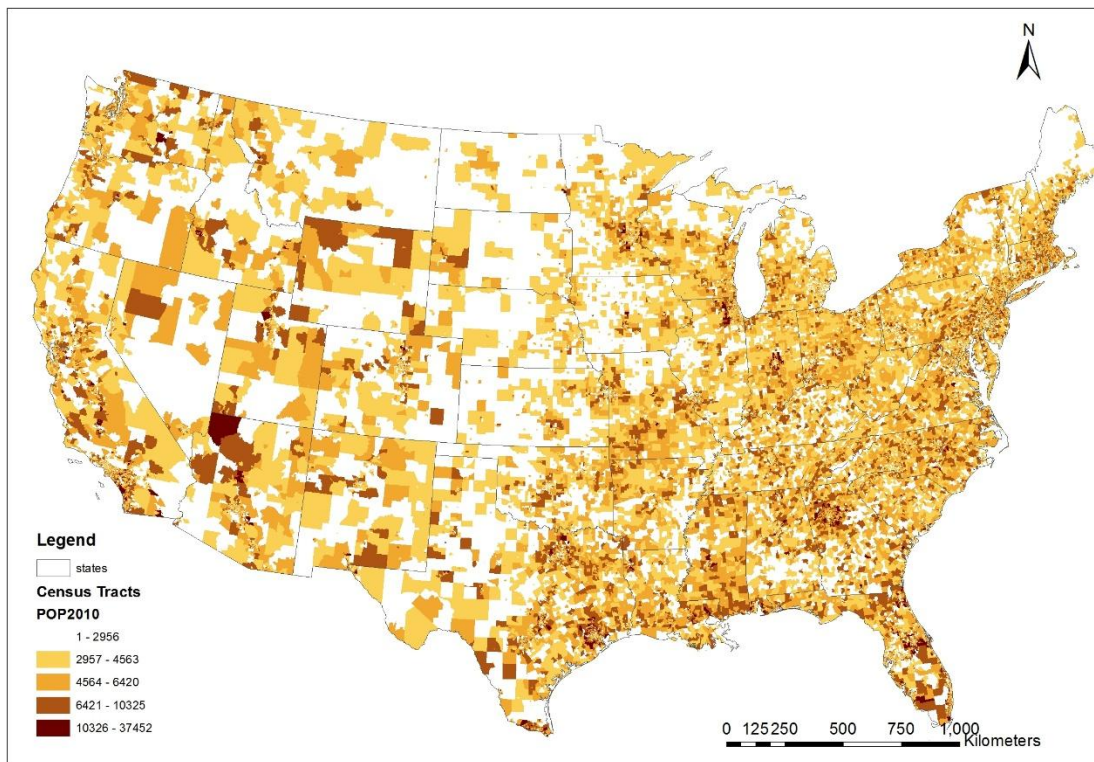 N
Legend
states
Census Tracts
POP2010
1 - 2956
2957 - 4563
4564 - 6420
6421 - 10325
10326 - 37452
0 125 250 500 750 1,000
Kilometers